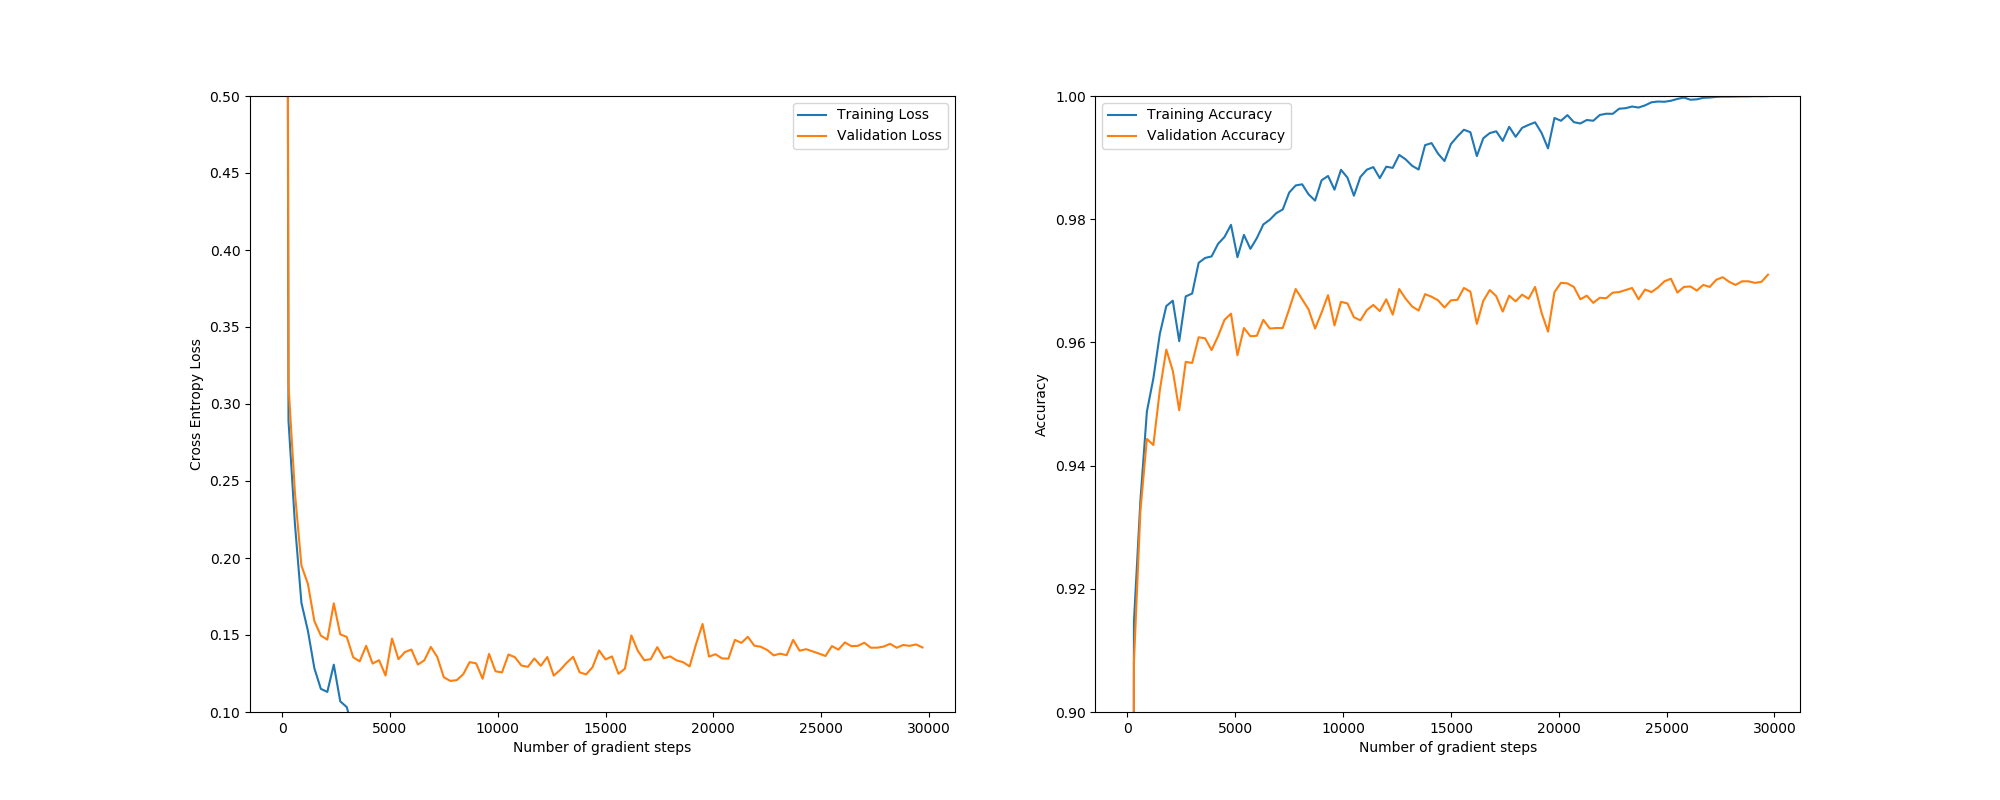 0.50
0.45
0.40
0.35
0.30
0.25
0.20
0.15
0.10
Cross Entropy Loss
Training Loss
Validation Loss
0 5000 10000 15000 20000 25000 30000
Number of gradient steps
1.00
0.98
0.96
0.94
0.92
0.90
Accuracy
Training Accuracy
Validation Accuracy
0 5000 10000 15000 20000 25000 30000
Number of gradient steps